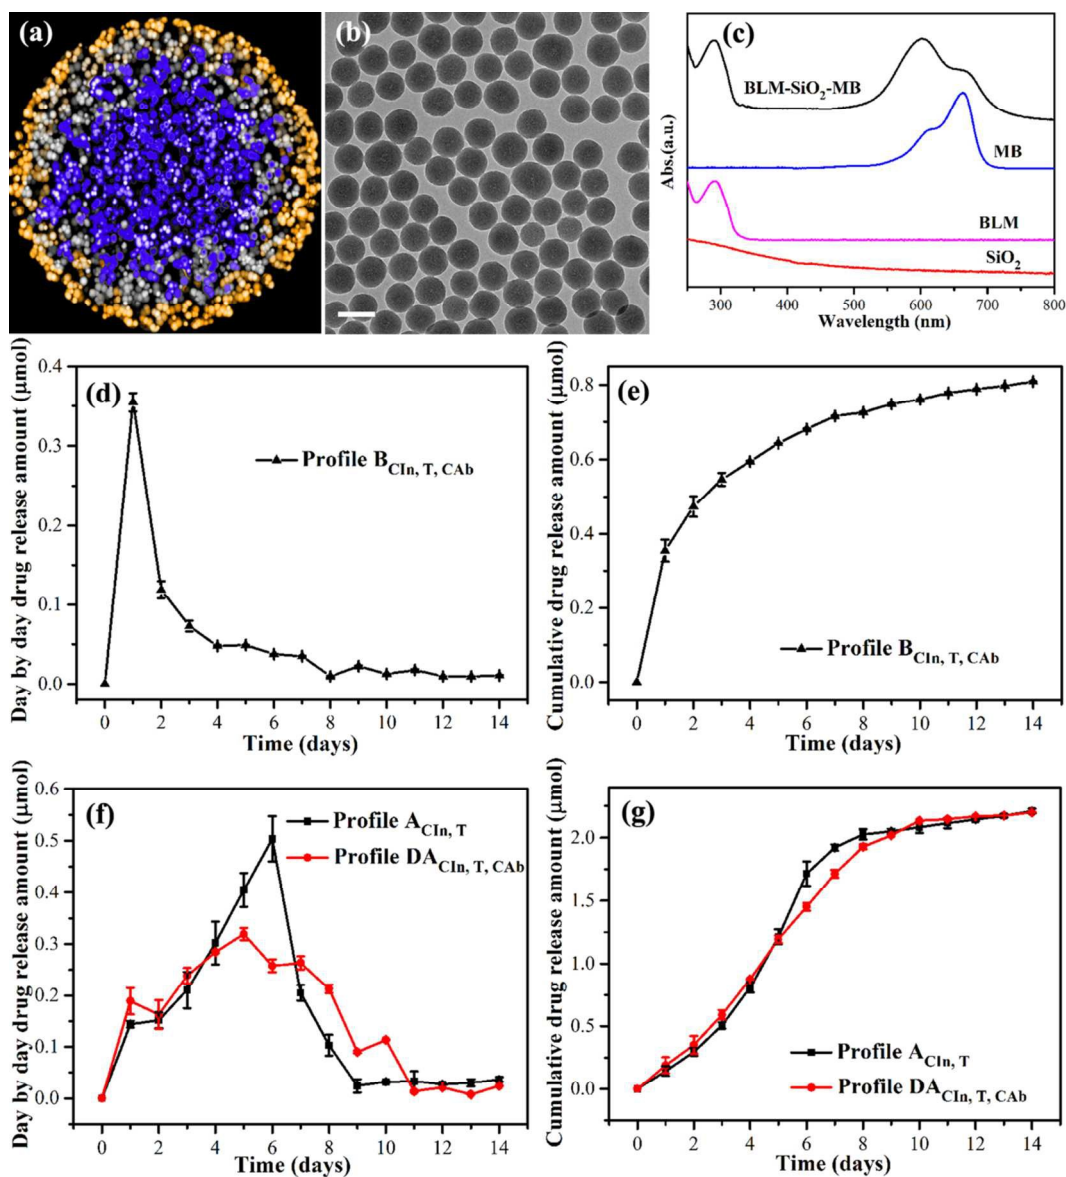 (a)
(b)
(c)
BLM-SiO₂-MB
MB
BLM
SiO₂
Abs.(a.u.)
300 400 500 600 700 800
Wavelength (nm)
(d)
Profile B_CIn, T, CAb
Day by day drug release amount (μmol)
0.4
0.3
0.2
0.1
0.0
0 2 4 6 8 10 12 14
Time (days)
(e)
Profile B_CIn, T, CAb
Cumulative drug release amount (μmol)
0.8
0.6
0.4
0.2
0.0
0 2 4 6 8 10 12 14
Time (days)
(f)
Profile A_CIn, T
Profile DA_CIn, T, CAb
Day by day drug release amount (μmol)
0.6
0.5
0.4
0.3
0.2
0.1
0.0
0 2 4 6 8 10 12 14
Time (days)
(g)
Profile A_CIn, T
Profile DA_CIn, T, CAb
Cumulative drug release amount (μmol)
2.0
1.5
1.0
0.5
0.0
0 2 4 6 8 10 12 14
Time (days)